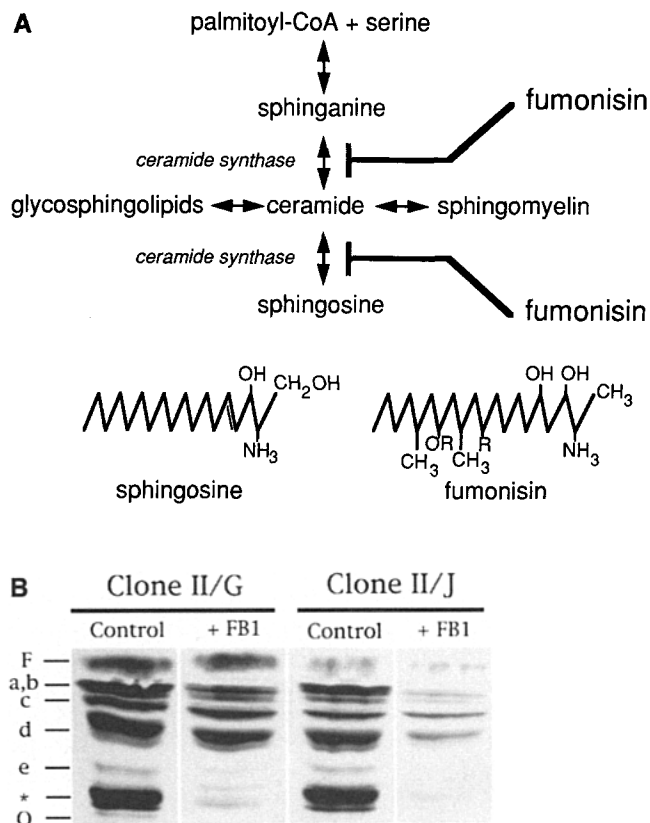 A
palmitoyl-CoA + serine
sphinganine
fumonisin
ceramide synthase
glycosphingolipids ceramide sphingomyelin
ceramide synthase
sphingosine
fumonisin
OH
CH2OH
NH3
sphingosine
OH OH
CH3
OR R
CH3 CH3
NH3
fumonisin
B
Clone II/G Clone II/J
Control + FB1 Control + FB1
F
a,b
c
d
e
*
O